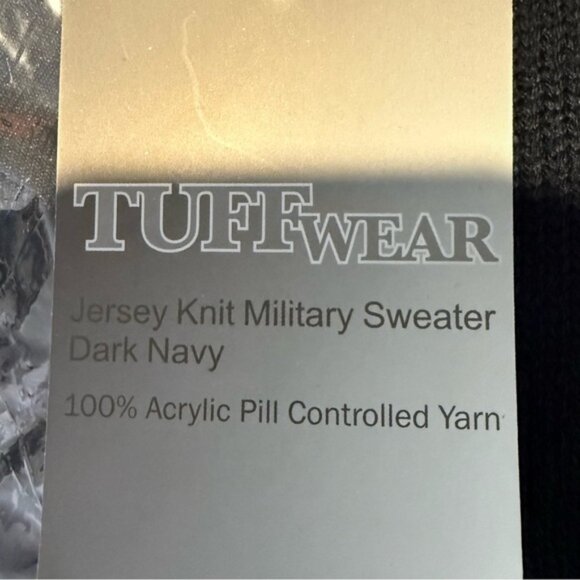 TUFFWEAR
Jersey Knit Military Sweater
Dark Navy
100% Acrylic Pill Controlled Yarn